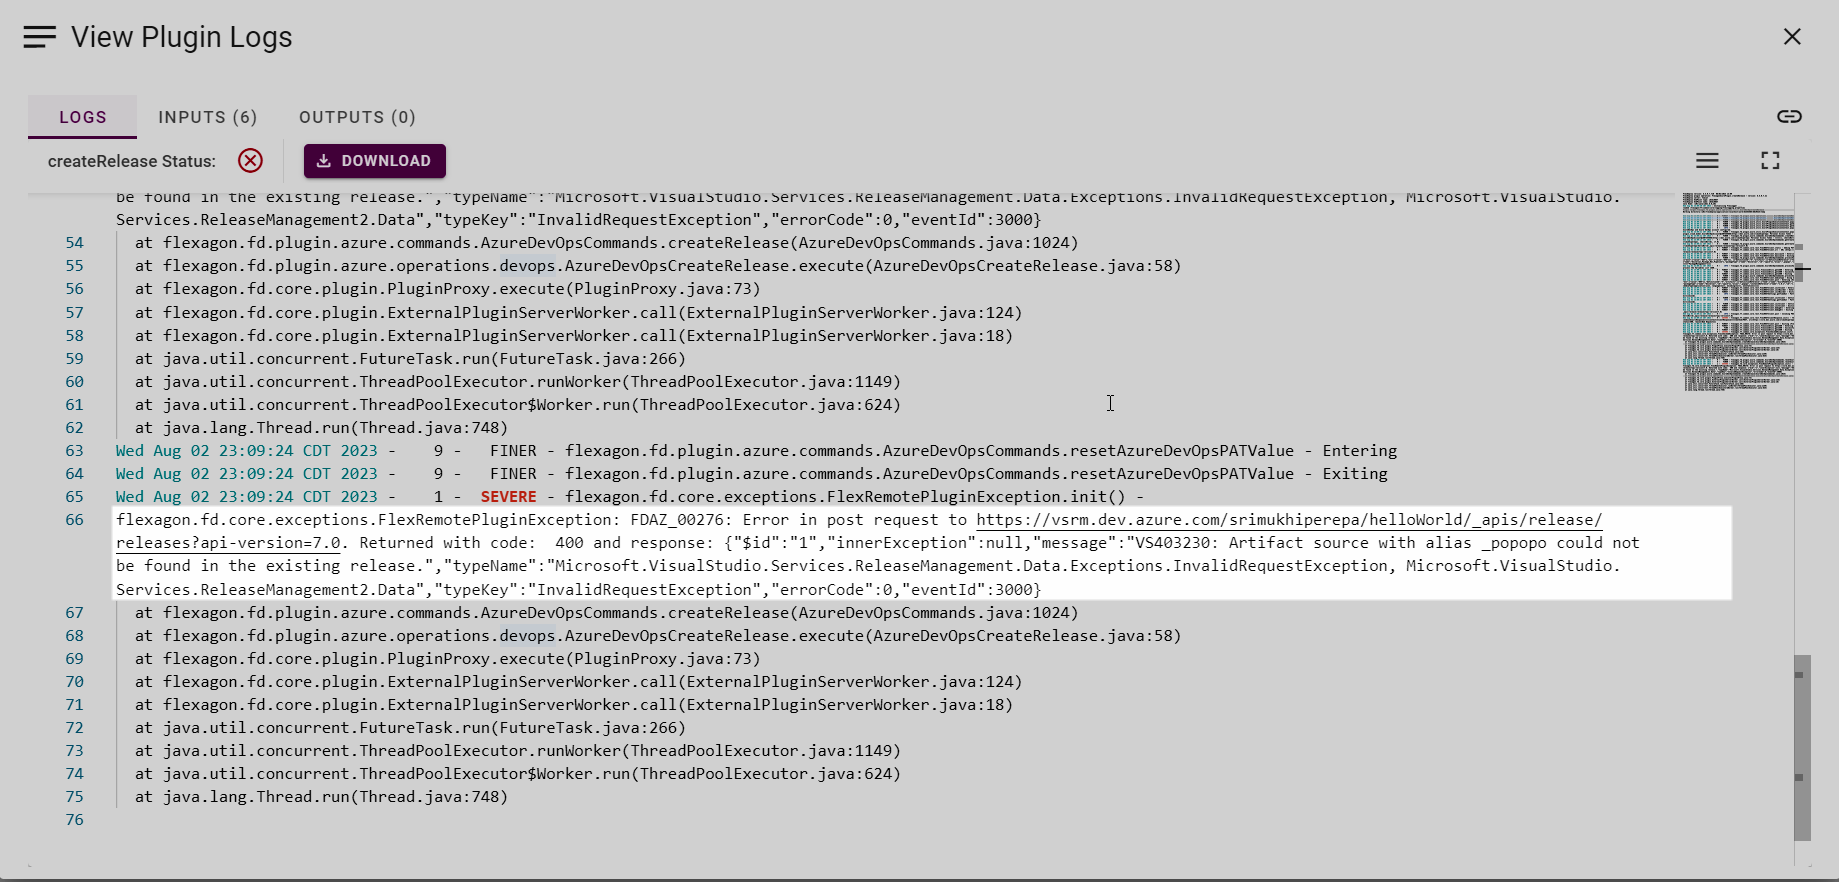 View Plugin Logs
LOGS
INPUTS (6)
OUTPUTS (0)
createRelease Status:
DOWNLOAD
be found in the existing release.","typeName":"Microsoft.VisualStudio.Services.ReleaseManagement.Data.Exceptions.InvalidRequestException, Microsoft.VisualStudio.
Services.ReleaseManagement2.Data","typeKey":"InvalidRequestException","errorCode":0,"eventId":3000}
54 at flexagon.fd.plugin.azure.commands.AzureDevOpsCommands.createRelease(AzureDevOpsCommands.java:1024)
55 at flexagon.fd.plugin.azure.operations.devops.AzureDevOpsCreateRelease.execute(AzureDevOpsCreateRelease.java:58)
56 at flexagon.fd.core.plugin.PluginProxy.execute(PluginProxy.java:73)
57 at flexagon.fd.core.plugin.ExternalPluginServerWorker.call(ExternalPluginServerWorker.java:124)
58 at flexagon.fd.core.plugin.ExternalPluginServerWorker.call(ExternalPluginServerWorker.java:18)
59 at java.util.concurrent.FutureTask.run(FutureTask.java:266)
60 at java.util.concurrent.ThreadPoolExecutor.runWorker(ThreadPoolExecutor.java:1149)
61 at java.util.concurrent.ThreadPoolExecutor$Worker.run(ThreadPoolExecutor.java:624)
62 at java.lang.Thread.run(Thread.java:748)
63 Wed Aug 02 23:09:24 CDT 2023 - 9 - FINER - flexagon.fd.plugin.azure.commands.AzureDevOpsCommands.resetAzureDevOpsPATValue - Entering
64 Wed Aug 02 23:09:24 CDT 2023 - 9 - FINER - flexagon.fd.plugin.azure.commands.AzureDevOpsCommands.resetAzureDevOpsPATValue - Exiting
65 Wed Aug 02 23:09:24 CDT 2023 - 1 - SEVERE - flexagon.fd.core.exceptions.FlexRemotePluginException.init() -
66 flexagon.fd.core.exceptions.FlexRemotePluginException: FDAZ_00276: Error in post request to https://vsrm.dev.azure.com/srimukhiperepa/helloWorld/_apis/release/
releases?api-version=7.0. Returned with code: 400 and response: {"$id":"1","innerException":null,"message":"VS403230: Artifact source with alias _popopo could not
be found in the existing release.","typeName":"Microsoft.VisualStudio.Services.ReleaseManagement.Data.Exceptions.InvalidRequestException, Microsoft.VisualStudio.
Services.ReleaseManagement2.Data","typeKey":"InvalidRequestException","errorCode":0,"eventId":3000}
67 at flexagon.fd.plugin.azure.commands.AzureDevOpsCommands.createRelease(AzureDevOpsCommands.java:1024)
68 at flexagon.fd.plugin.azure.operations.devops.AzureDevOpsCreateRelease.execute(AzureDevOpsCreateRelease.java:58)
69 at flexagon.fd.core.plugin.PluginProxy.execute(PluginProxy.java:73)
70 at flexagon.fd.core.plugin.ExternalPluginServerWorker.call(ExternalPluginServerWorker.java:124)
71 at flexagon.fd.core.plugin.ExternalPluginServerWorker.call(ExternalPluginServerWorker.java:18)
72 at java.util.concurrent.FutureTask.run(FutureTask.java:266)
73 at java.util.concurrent.ThreadPoolExecutor.runWorker(ThreadPoolExecutor.java:1149)
74 at java.util.concurrent.ThreadPoolExecutor$Worker.run(ThreadPoolExecutor.java:624)
75 at java.lang.Thread.run(Thread.java:748)
76